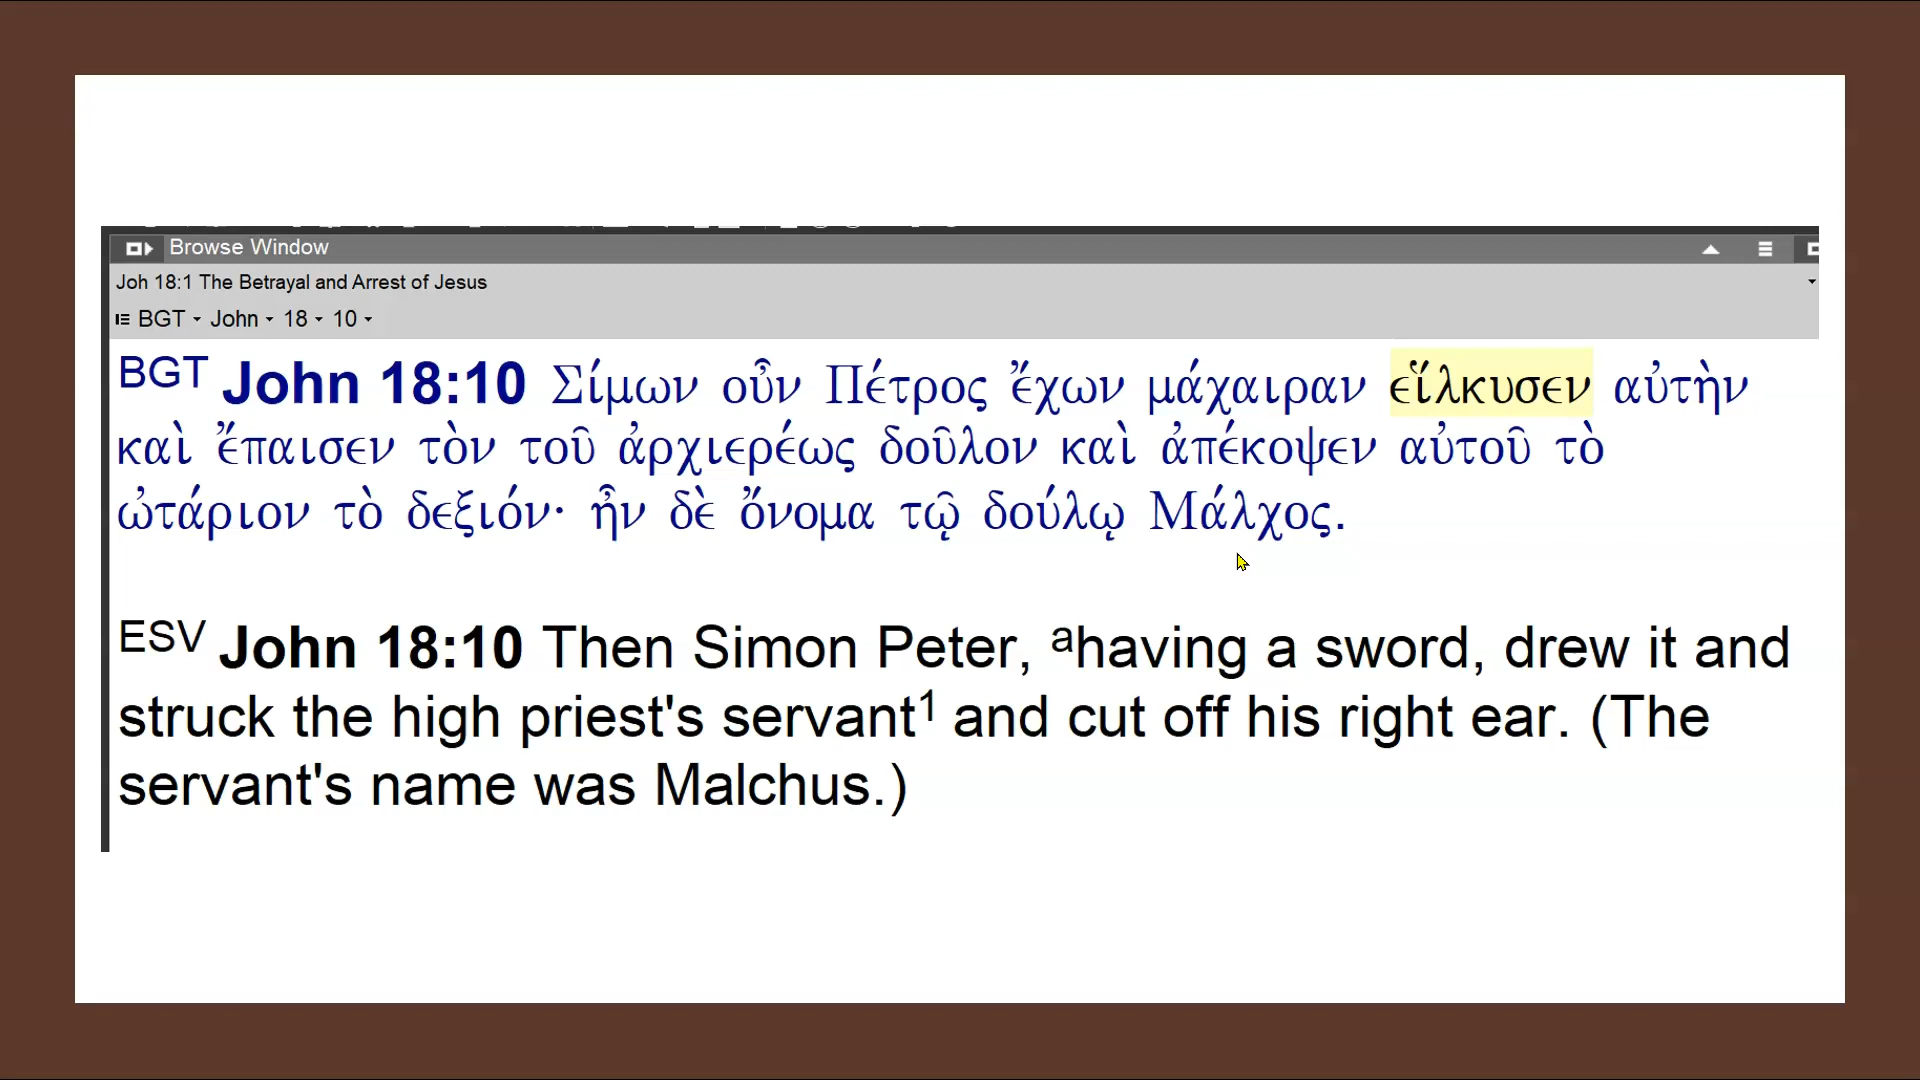 Browse Window
Joh 18:1 The Betrayal and Arrest of Jesus
BGT John 18 10
BGT John 18:10 Σίμων οὖν Πέτρος ἔχων μάχαιραν εἵλκυσεν αὐτὴν
καὶ ἔπαισεν τὸν τοῦ ἀρχιερέως δοῦλον καὶ ἀπέκοψεν αὐτοῦ τὸ
ὠτάριον τὸ δεξιόν· ἦν δὲ ὄνομα τῷ δούλῳ Μάλχος.
ESV John 18:10 Then Simon Peter, ᵃhaving a sword, drew it and
struck the high priest's servant¹ and cut off his right ear. (The
servant's name was Malchus.)